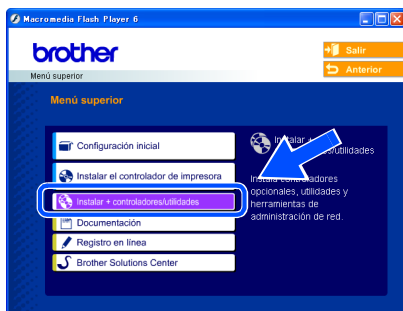 Macromedia Flash Player 6
brother
Salir
Anterior
Menú superior
Menú superior
Configuración inicial
Instalar el controlador de impresora
Instalar + controladores/utilidades
Documentación
Registro en línea
Brother Solutions Center
Instalar +
/utilidades
Instala controladores
opcionales, utilidades y
herramientas de
administración de red.